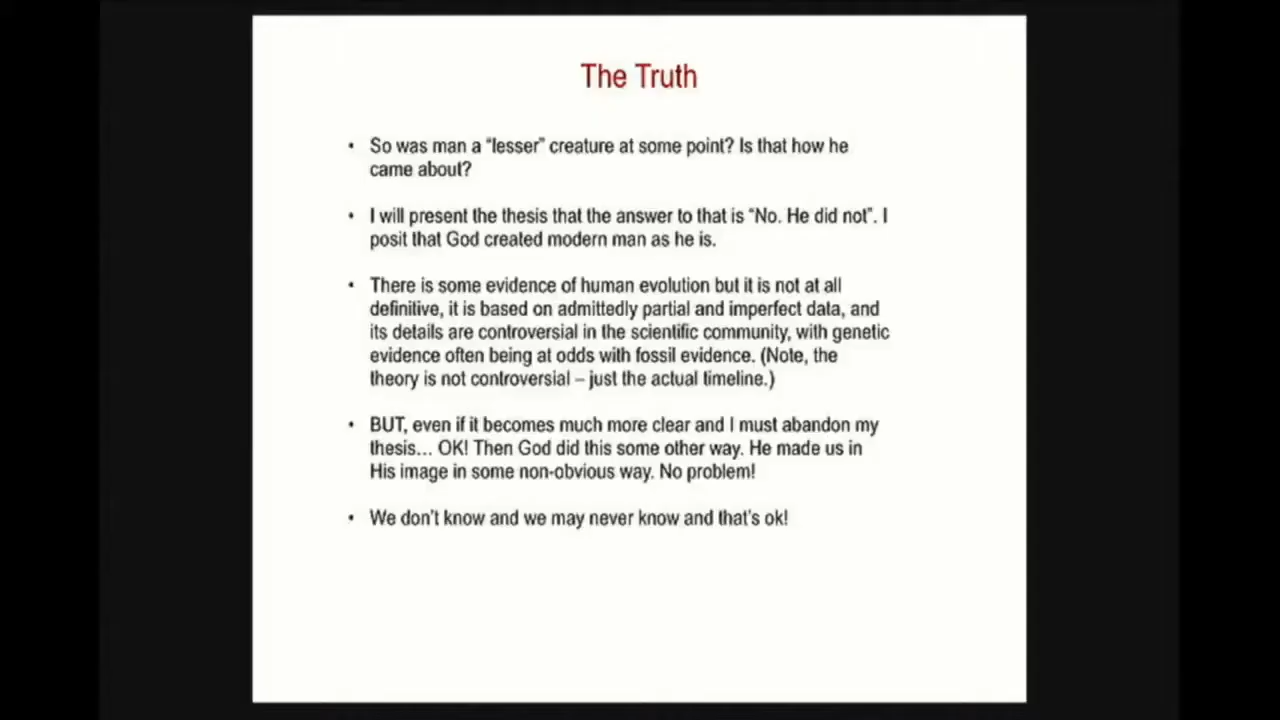 The Truth
• So was man a "lesser" creature at some point? Is that how he
came about?
• I will present the thesis that the answer to that is "No. He did not". I
posit that God created modern man as he is.
• There is some evidence of human evolution but it is not at all
definitive, it is based on admittedly partial and imperfect data, and
its details are controversial in the scientific community, with genetic
evidence often being at odds with fossil evidence. (Note, the
theory is not controversial – just the actual timeline.)
• BUT, even if it becomes much more clear and I must abandon my
thesis... OK! Then God did this some other way. He made us in
His image in some non-obvious way. No problem!
• We don't know and we may never know and that's ok!